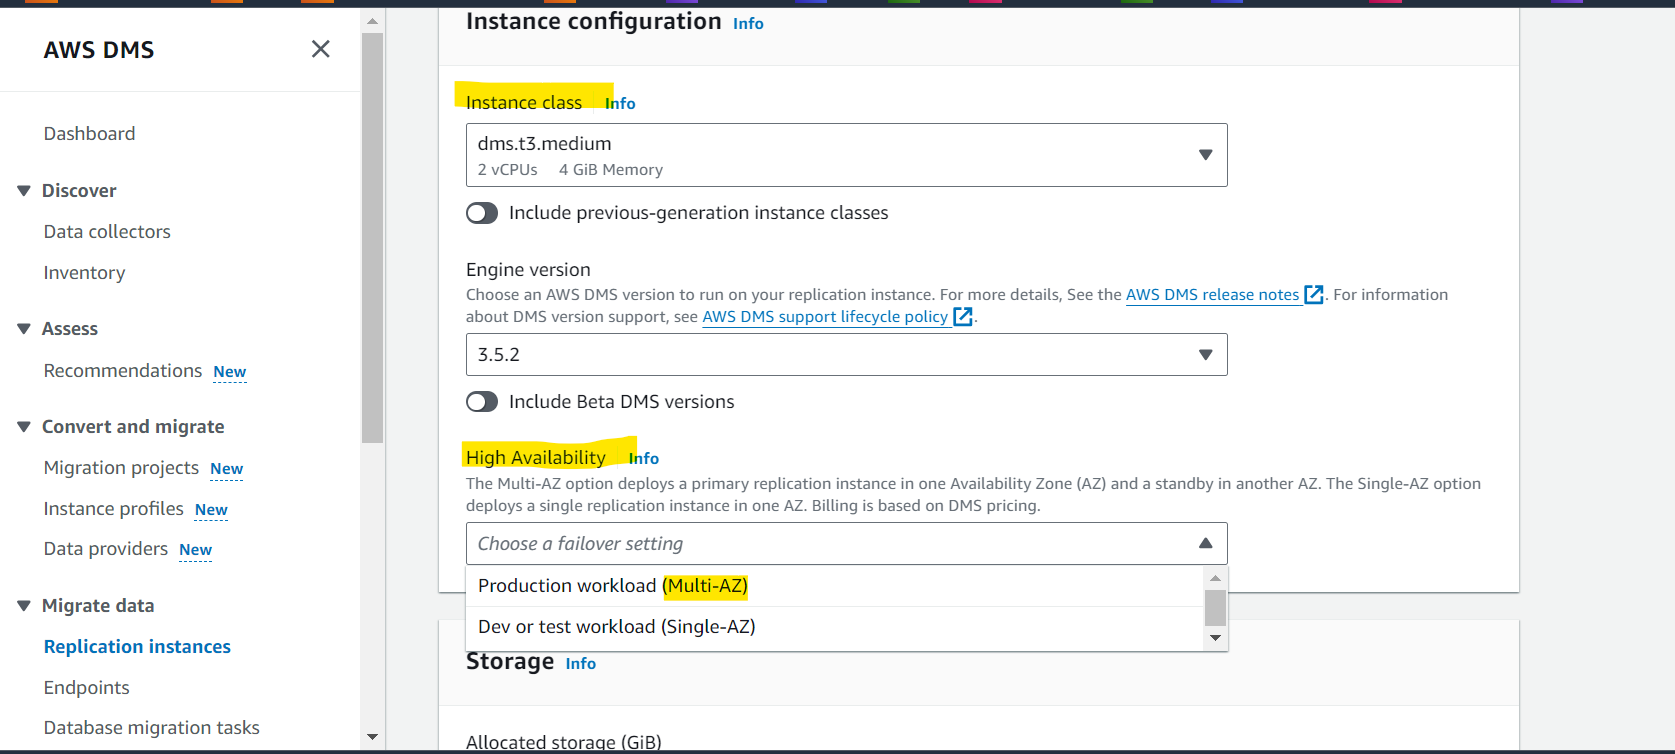 AWS DMS
Dashboard
Discover
Data collectors
Inventory
Assess
Recommendations New
Convert and migrate
Migration projects New
Instance profiles New
Data providers New
Migrate data
Replication instances
Endpoints
Database migration tasks
Instance configuration Info
Instance class Info
dms.t3.medium
2 vCPUs 4 GiB Memory
Include previous-generation instance classes
Engine version
Choose an AWS DMS version to run on your replication instance. For more details, See the AWS DMS release notes. For information
about DMS version support, see AWS DMS support lifecycle policy.
3.5.2
Include Beta DMS versions
High Availability Info
The Multi-AZ option deploys a primary replication instance in one Availability Zone (AZ) and a standby in another AZ. The Single-AZ option
deploys a single replication instance in one AZ. Billing is based on DMS pricing.
Choose a failover setting
Production workload (Multi-AZ)
Dev or test workload (Single-AZ)
Storage Info
Allocated storage (GiB)